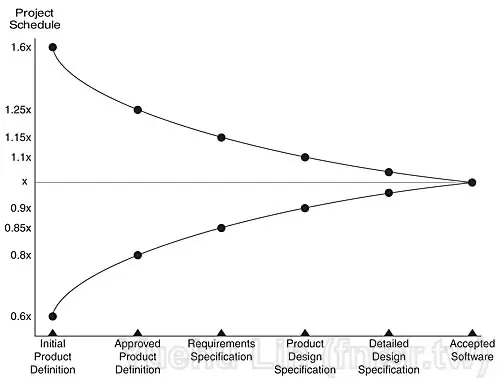 Project
Schedule
1.6x
1.25x
1.15x
1.1x
x
0.9x
0.85x
0.8x
0.6x
Initial
Product
Definition
Approved
Product
Definition
Requirements
Specification
Product
Design
Specification
Detailed
Design
Specification
Accepted
Software